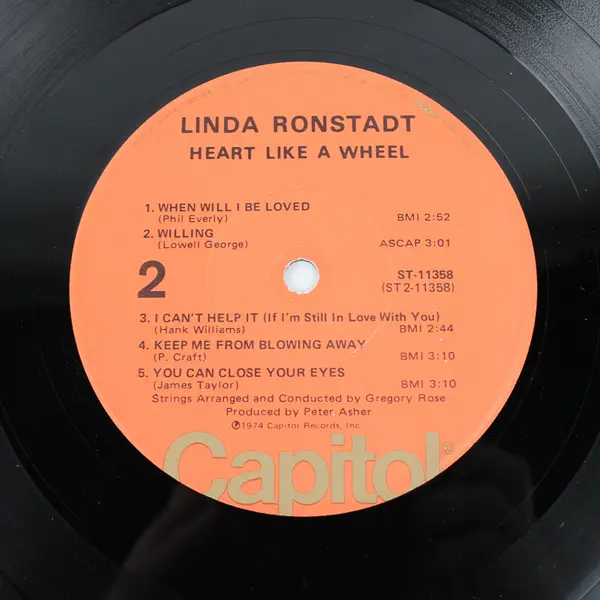 LINDA RONSTADT
HEART LIKE A WHEEL
1. WHEN WILL I BE LOVED
(Phil Everly) BMI 2:52
2. WILLING
(Lowell George) ASCAP 3:01
2
ST-11358
(ST2-11358)
3. I CAN'T HELP IT (If I'm Still In Love With You)
(Hank Williams) BMI 2:44
4. KEEP ME FROM BLOWING AWAY
(P. Craft) BMI 3:10
5. YOU CAN CLOSE YOUR EYES
(James Taylor) BMI 3:10
Strings Arranged and Conducted by Gregory Rose
Produced by Peter Asher
Ⓟ1974 Capitol Records, Inc.
Capitol®